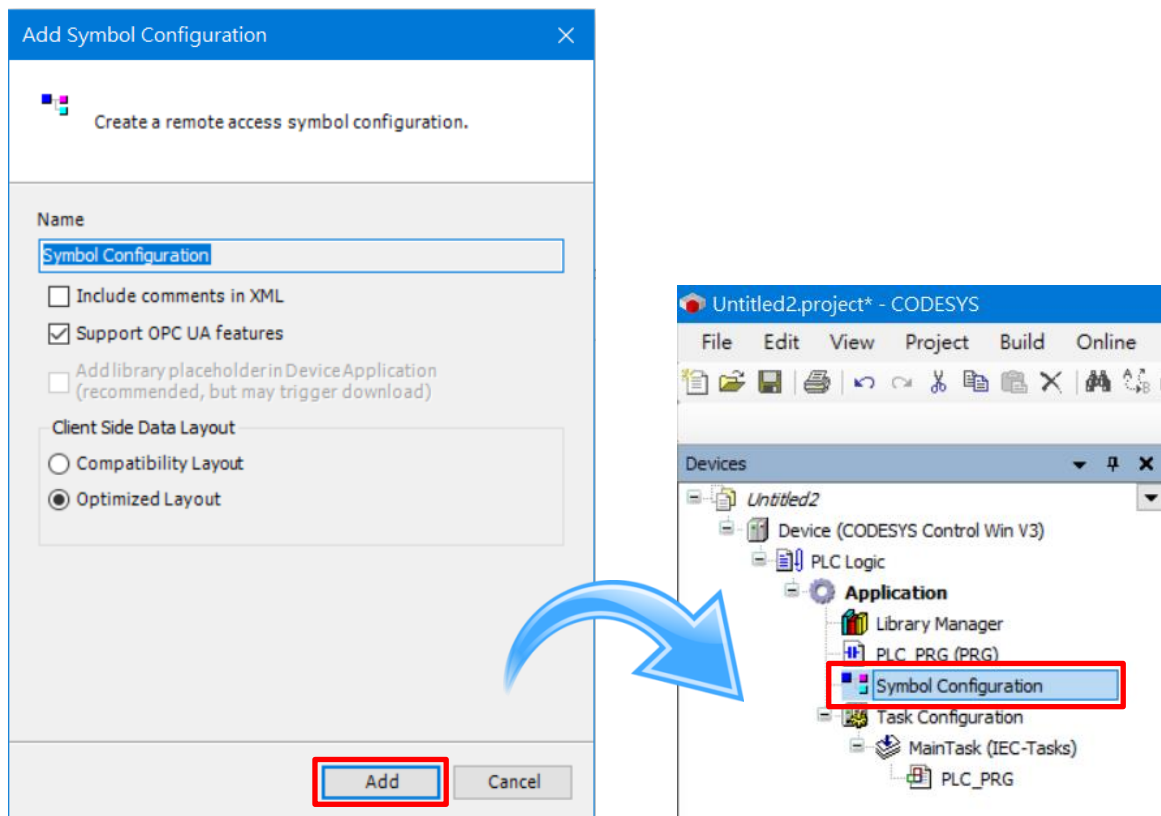 Add Symbol Configuration
Create a remote access symbol configuration.
Name
Symbol Configuration
Include comments in XML
Support OPC UA features
Add library placeholder in Device Application
(recommended, but may trigger download)
Client Side Data Layout
Compatibility Layout
Optimized Layout
Add
Cancel
Untitled2.project* - CODESYS
File Edit View Project Build Online
Devices
Untitled2
Device (CODESYS Control Win V3)
PLC Logic
Application
Library Manager
PLC_PRG (PRG)
Symbol Configuration
Task Configuration
MainTask (IEC-Tasks)
PLC_PRG